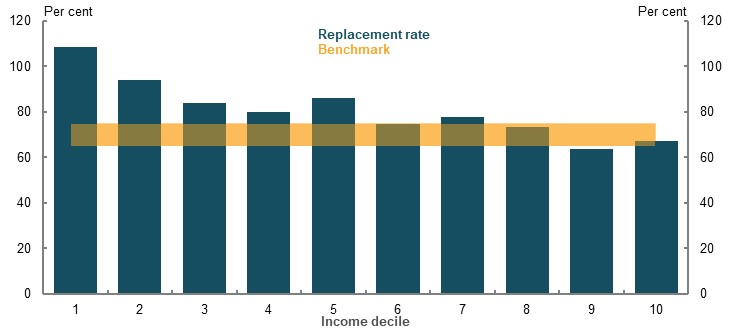 Per cent Per cent
Replacement rate
Benchmark
120 120
100 100
80 80
60 60
40 40
20 20
0 0
1 2 3 4 5 6 7 8 9 10
Income decile